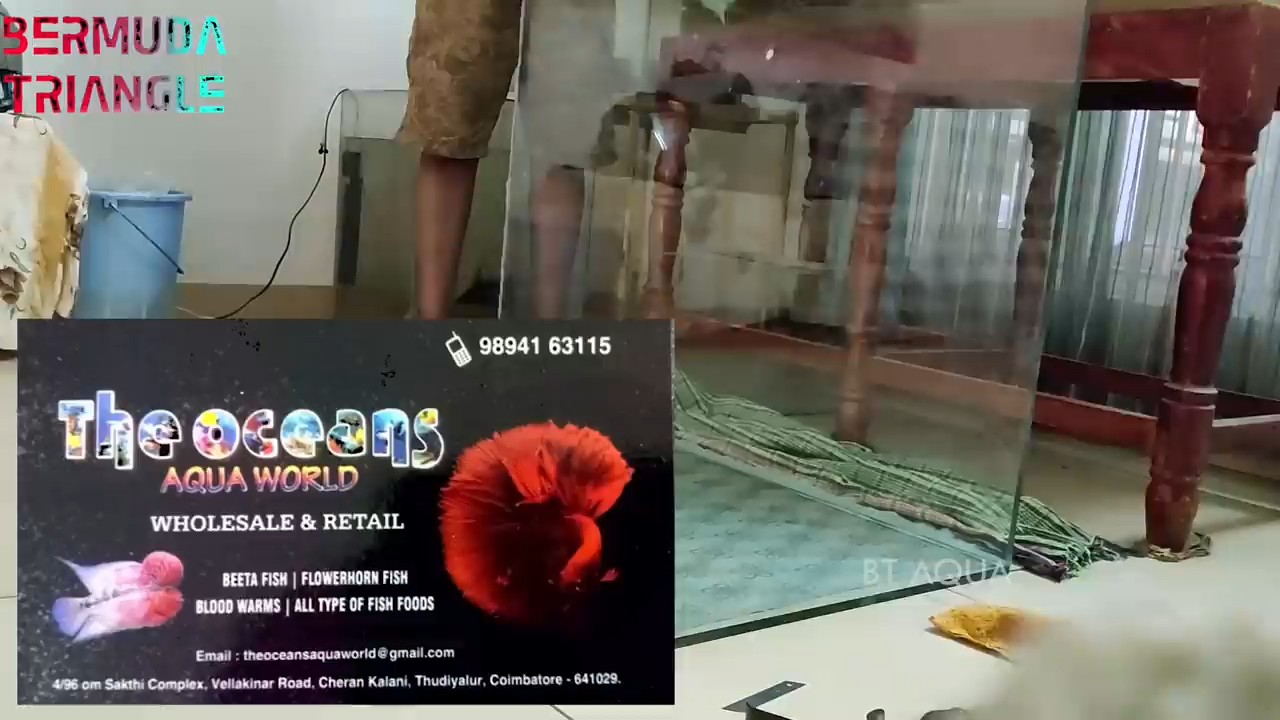 BERMUDA
TRIANGLE
98941 63115
The oceans
AQUA WORLD
WHOLESALE & RETAIL
BEETA FISH | FLOWERHORN FISH
BLOOD WARMS | ALL TYPE OF FISH FOODS
Email : theoceansaquaworld@gmail.com
4/96 om Sakthi Complex, Vellakinar Road, Cheran Kalani, Thudiyalur, Coimbatore - 641029.
BT AQUA